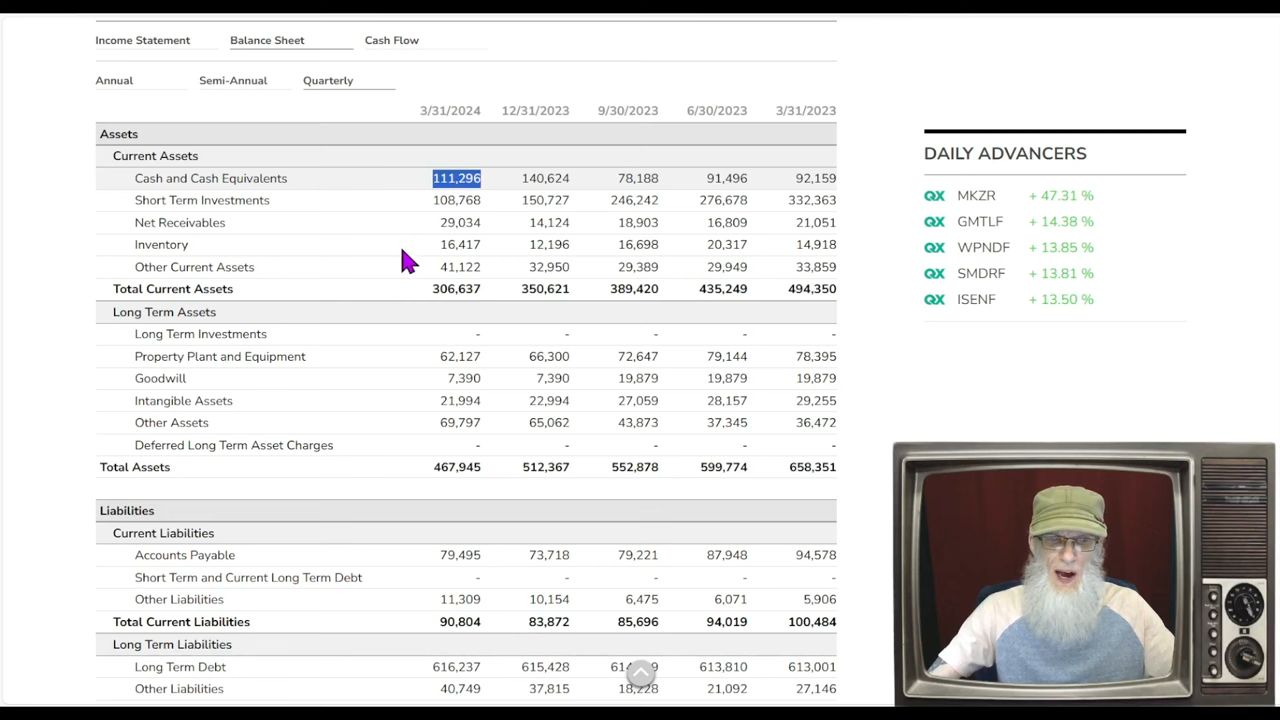 Income Statement Balance Sheet Cash Flow
Annual Semi-Annual Quarterly
3/31/2024 12/31/2023 9/30/2023 6/30/2023 3/31/2023
Assets
Current Assets
Cash and Cash Equivalents 111,296 140,624 78,188 91,496 92,159
Short Term Investments 108,768 150,727 246,242 276,678 332,363
Net Receivables 29,034 14,124 18,903 16,809 21,051
Inventory 16,417 12,196 16,698 20,317 14,918
Other Current Assets 41,122 32,950 29,389 29,949 33,859
Total Current Assets 306,637 350,621 389,420 435,249 494,350
Long Term Assets
Long Term Investments - - - - -
Property Plant and Equipment 62,127 66,300 72,647 79,144 78,395
Goodwill 7,390 7,390 19,879 19,879 19,879
Intangible Assets 21,994 22,994 27,059 28,157 29,255
Other Assets 69,797 65,062 43,873 37,345 36,472
Deferred Long Term Asset Charges - - - - -
Total Assets 467,945 512,367 552,878 599,774 658,351
Liabilities
Current Liabilities
Accounts Payable 79,495 73,718 79,221 87,948 94,578
Short Term and Current Long Term Debt - - - - -
Other Liabilities 11,309 10,154 6,475 6,071 5,906
Total Current Liabilities 90,804 83,872 85,696 94,019 100,484
Long Term Liabilities
Long Term Debt 616,237 615,428 613,810 613,001
Other Liabilities 40,749 37,815 18,228 21,092 27,146
DAILY ADVANCERS
QX MKZR + 47.31 %
QX GMTLF + 14.38 %
QX WPNDF + 13.85 %
QX SMDRF + 13.81 %
QX ISENF + 13.50 %